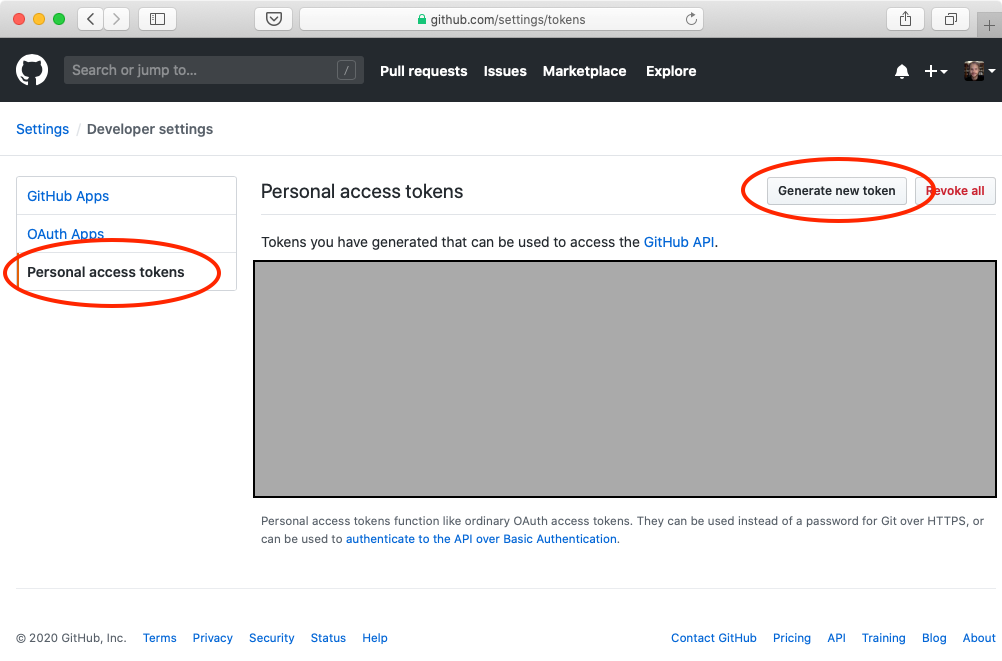 github.com/settings/tokens
Search or jump to... /
Pull requests Issues Marketplace Explore
Settings / Developer settings
GitHub Apps
OAuth Apps
Personal access tokens
Personal access tokens
Generate new token
Revoke all
Tokens you have generated that can be used to access the GitHub API.
Personal access tokens function like ordinary OAuth access tokens. They can be used instead of a password for Git over HTTPS, or
can be used to authenticate to the API over Basic Authentication.
© 2020 GitHub, Inc. Terms Privacy Security Status Help
Contact GitHub Pricing API Training Blog About